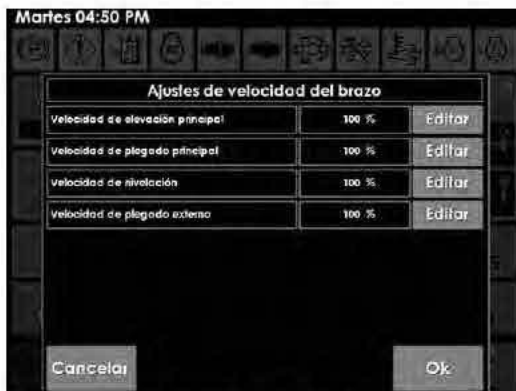 Martes 04:50 PM
Ajustes de velocidad del brazo
Velocidad de elevación principal 100 % Editar
Velocidad de plegado principal 100 % Editar
Velocidad de nivelación 100 % Editar
Velocidad de plegado externo 100 % Editar
Cancelar Ok